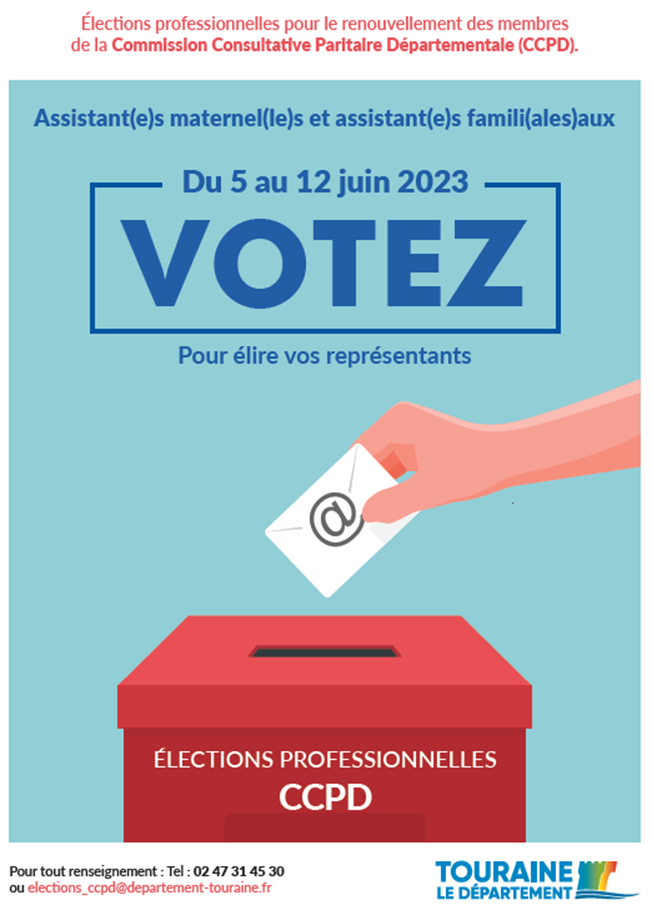 Élections professionnelles pour le renouvellement des membres
de la Commission Consultative Paritaire Départementale (CCPD).
Assistant(e)s maternel(le)s et assistant(e)s famili(ales)aux
Du 5 au 12 juin 2023
VOTEZ
Pour élire vos représentants
@
ÉLECTIONS PROFESSIONNELLES
CCPD
Pour tout renseignement : Tel : 02 47 31 45 30
ou elections_ccpd@departement-touraine.fr
TOURAINE
LE DÉPARTEMENT